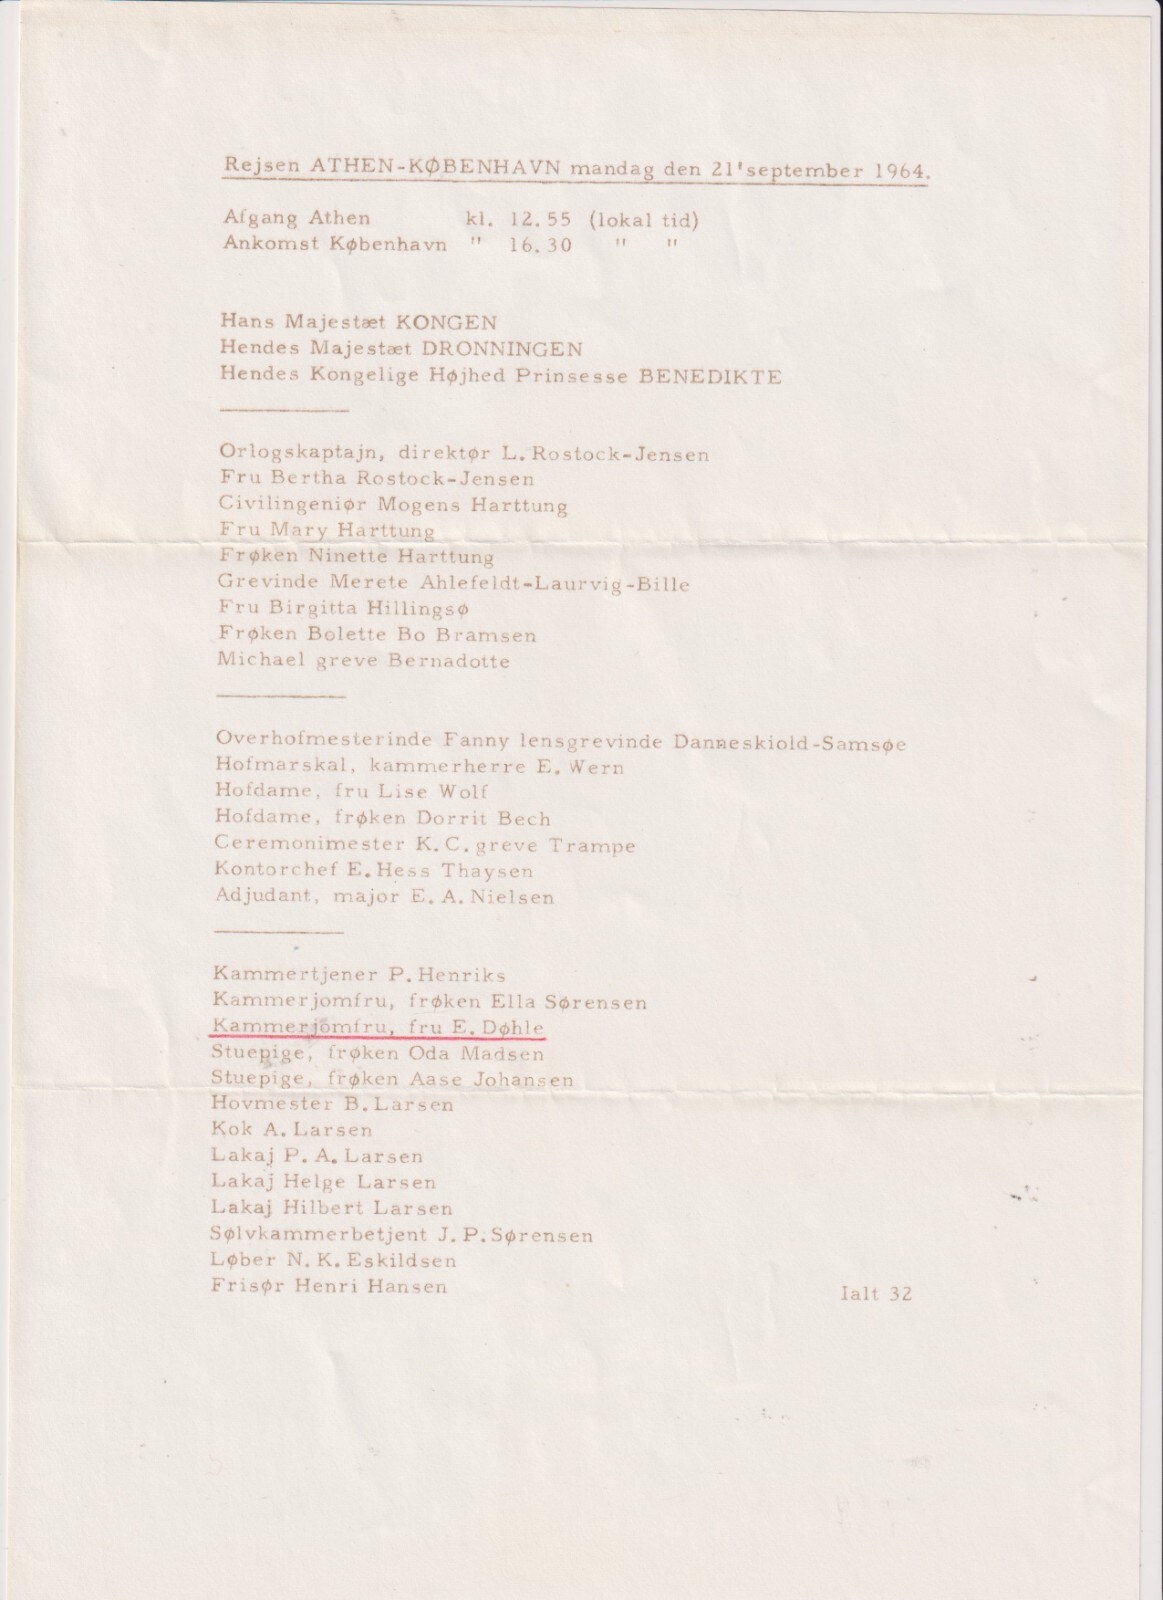 Rejsen ATHEN-KØBENHAVN mandag den 21' september 1964.
Afgang Athen kl. 12.55 (lokal tid)
Ankomst København " 16.30 " "
Hans Majestæt KONGEN
Hendes Majestæt DRONNINGEN
Hendes Kongelige Højhed Prinsesse BENEDIKTE
Orlogskaptajn, direktør L. Rostock-Jensen
Fru Bertha Rostock-Jensen
Civilingeniør Mogens Harttung
Fru Mary Harttung
Frøken Ninette Harttung
Grevinde Merete Ahlefeldt-Laurvig-Bille
Fru Birgitta Hillingsø
Frøken Bolette Bo Bramsen
Michael greve Bernadotte
Overhofmesterinde Fanny lensgrevinde Danneskiold-Samsøe
Hofmarskal, kammerherre E. Wern
Hofdame, fru Lise Wolf
Hofdame, frøken Dorrit Bech
Ceremonimester K. C. greve Trampe
Kontorchef E. Hess Thaysen
Adjudant, major E. A. Nielsen
Kammertjener P. Henriks
Kammerjomfru, frøken Ella Sørensen
Kammerjomfru, fru E. Døhle
Stuepige, frøken Oda Madsen
Stuepige, frøken Aase Johansen
Hovmester B. Larsen
Kok A. Larsen
Lakaj P. A. Larsen
Lakaj Helge Larsen
Lakaj Hilbert Larsen
Sølvkammerbetjent J. P. Sørensen
Løber N. K. Eskildsen
Frisør Henri Hansen
Ialt 32